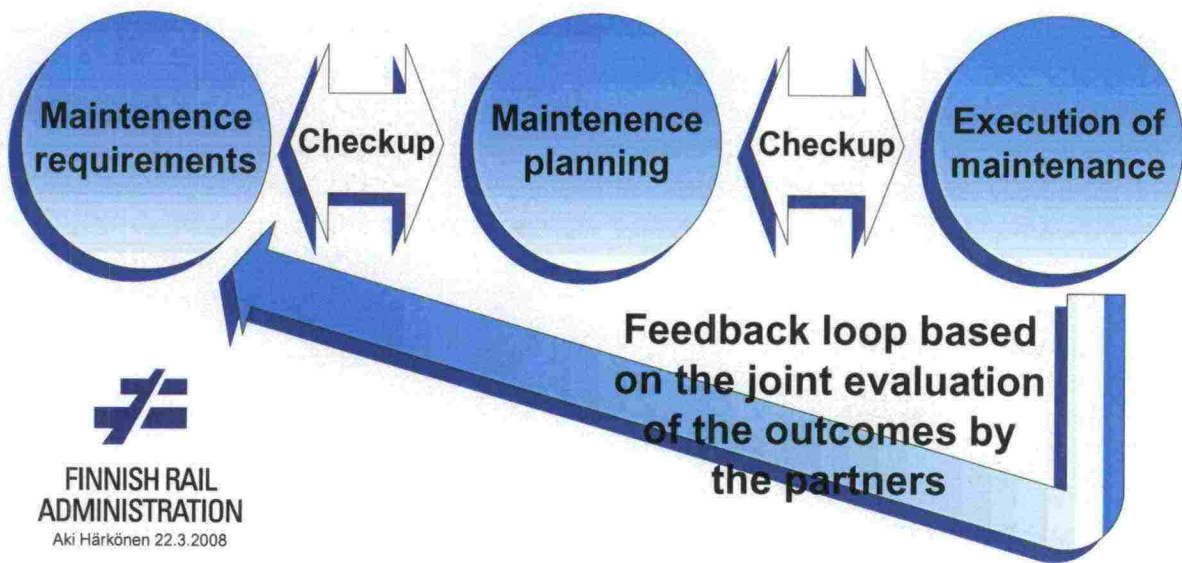 Maintenence
requirements
Checkup
Maintenence
planning
Checkup
Execution of
maintenance
Feedback loop based
on the joint evaluation
of the outcomes by
the partners
FINNISH RAIL
ADMINISTRATION
Aki Härkönen 22.3.2008